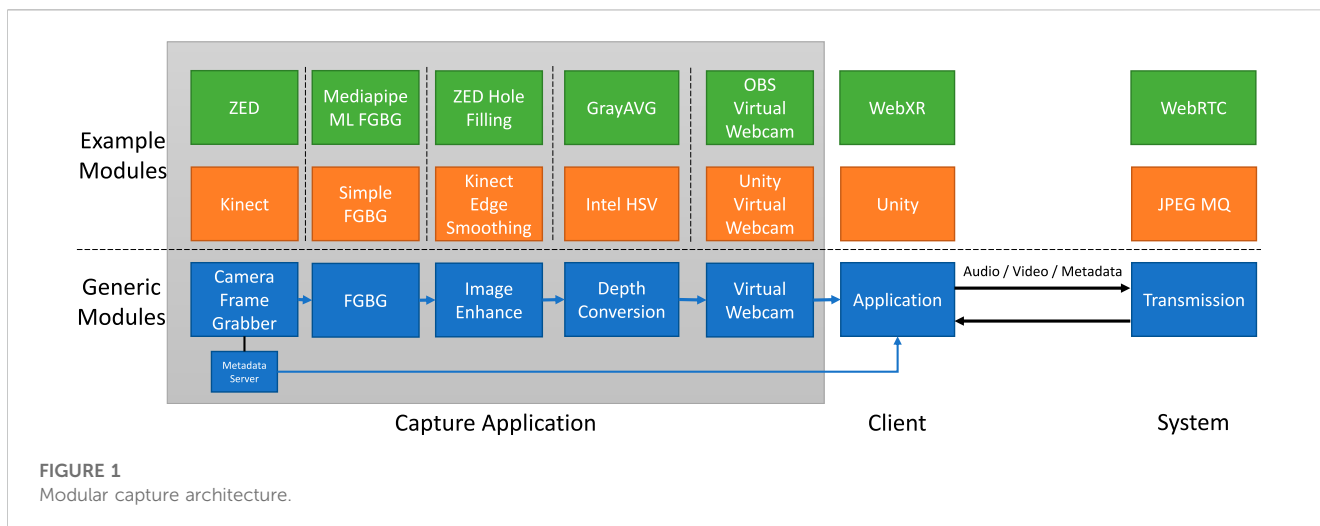 Example
Modules
ZED
Mediapipe
ML FGBG
ZED Hole
Filling
GrayAVG
OBS
Virtual
Webcam
WebXR
WebRTC
Kinect
Simple
FGBG
Kinect
Edge
Smoothing
Intel HSV
Unity
Virtual
Webcam
Unity
JPEG MQ
Generic
Modules
Camera
Frame
Grabber
FGBG
Image
Enhance
Depth
Conversion
Virtual
Webcam
Application
Audio / Video / Metadata
Transmission
Metadata
Server
Capture Application
Client
System
FIGURE 1
Modular capture architecture.